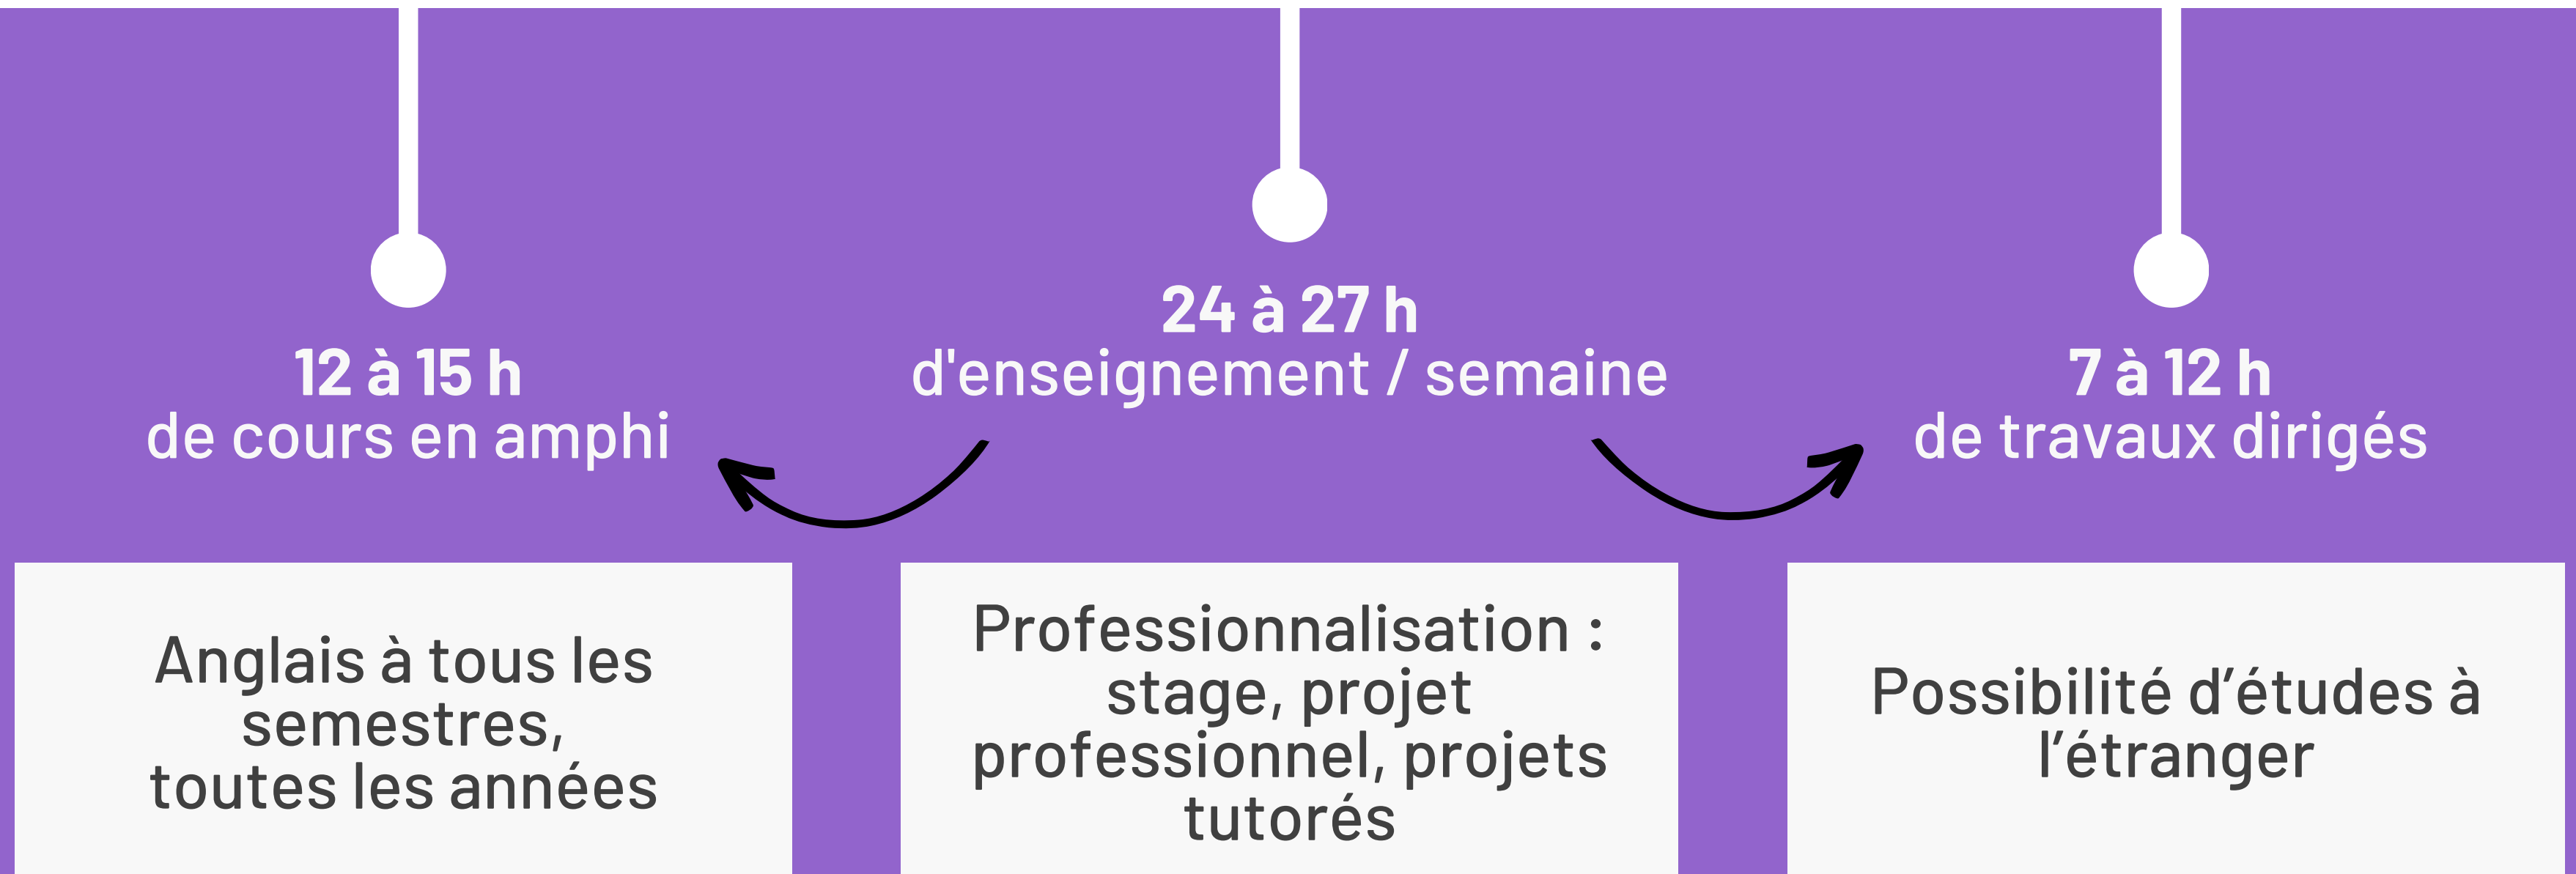 12 à 15 h
de cours en amphi
24 à 27 h
d'enseignement / semaine
7 à 12 h
de travaux dirigés
Anglais à tous les
semestres,
toutes les années
Professionnalisation :
stage, projet
professionnel, projets
tutorés
Possibilité d’études à
l’étranger